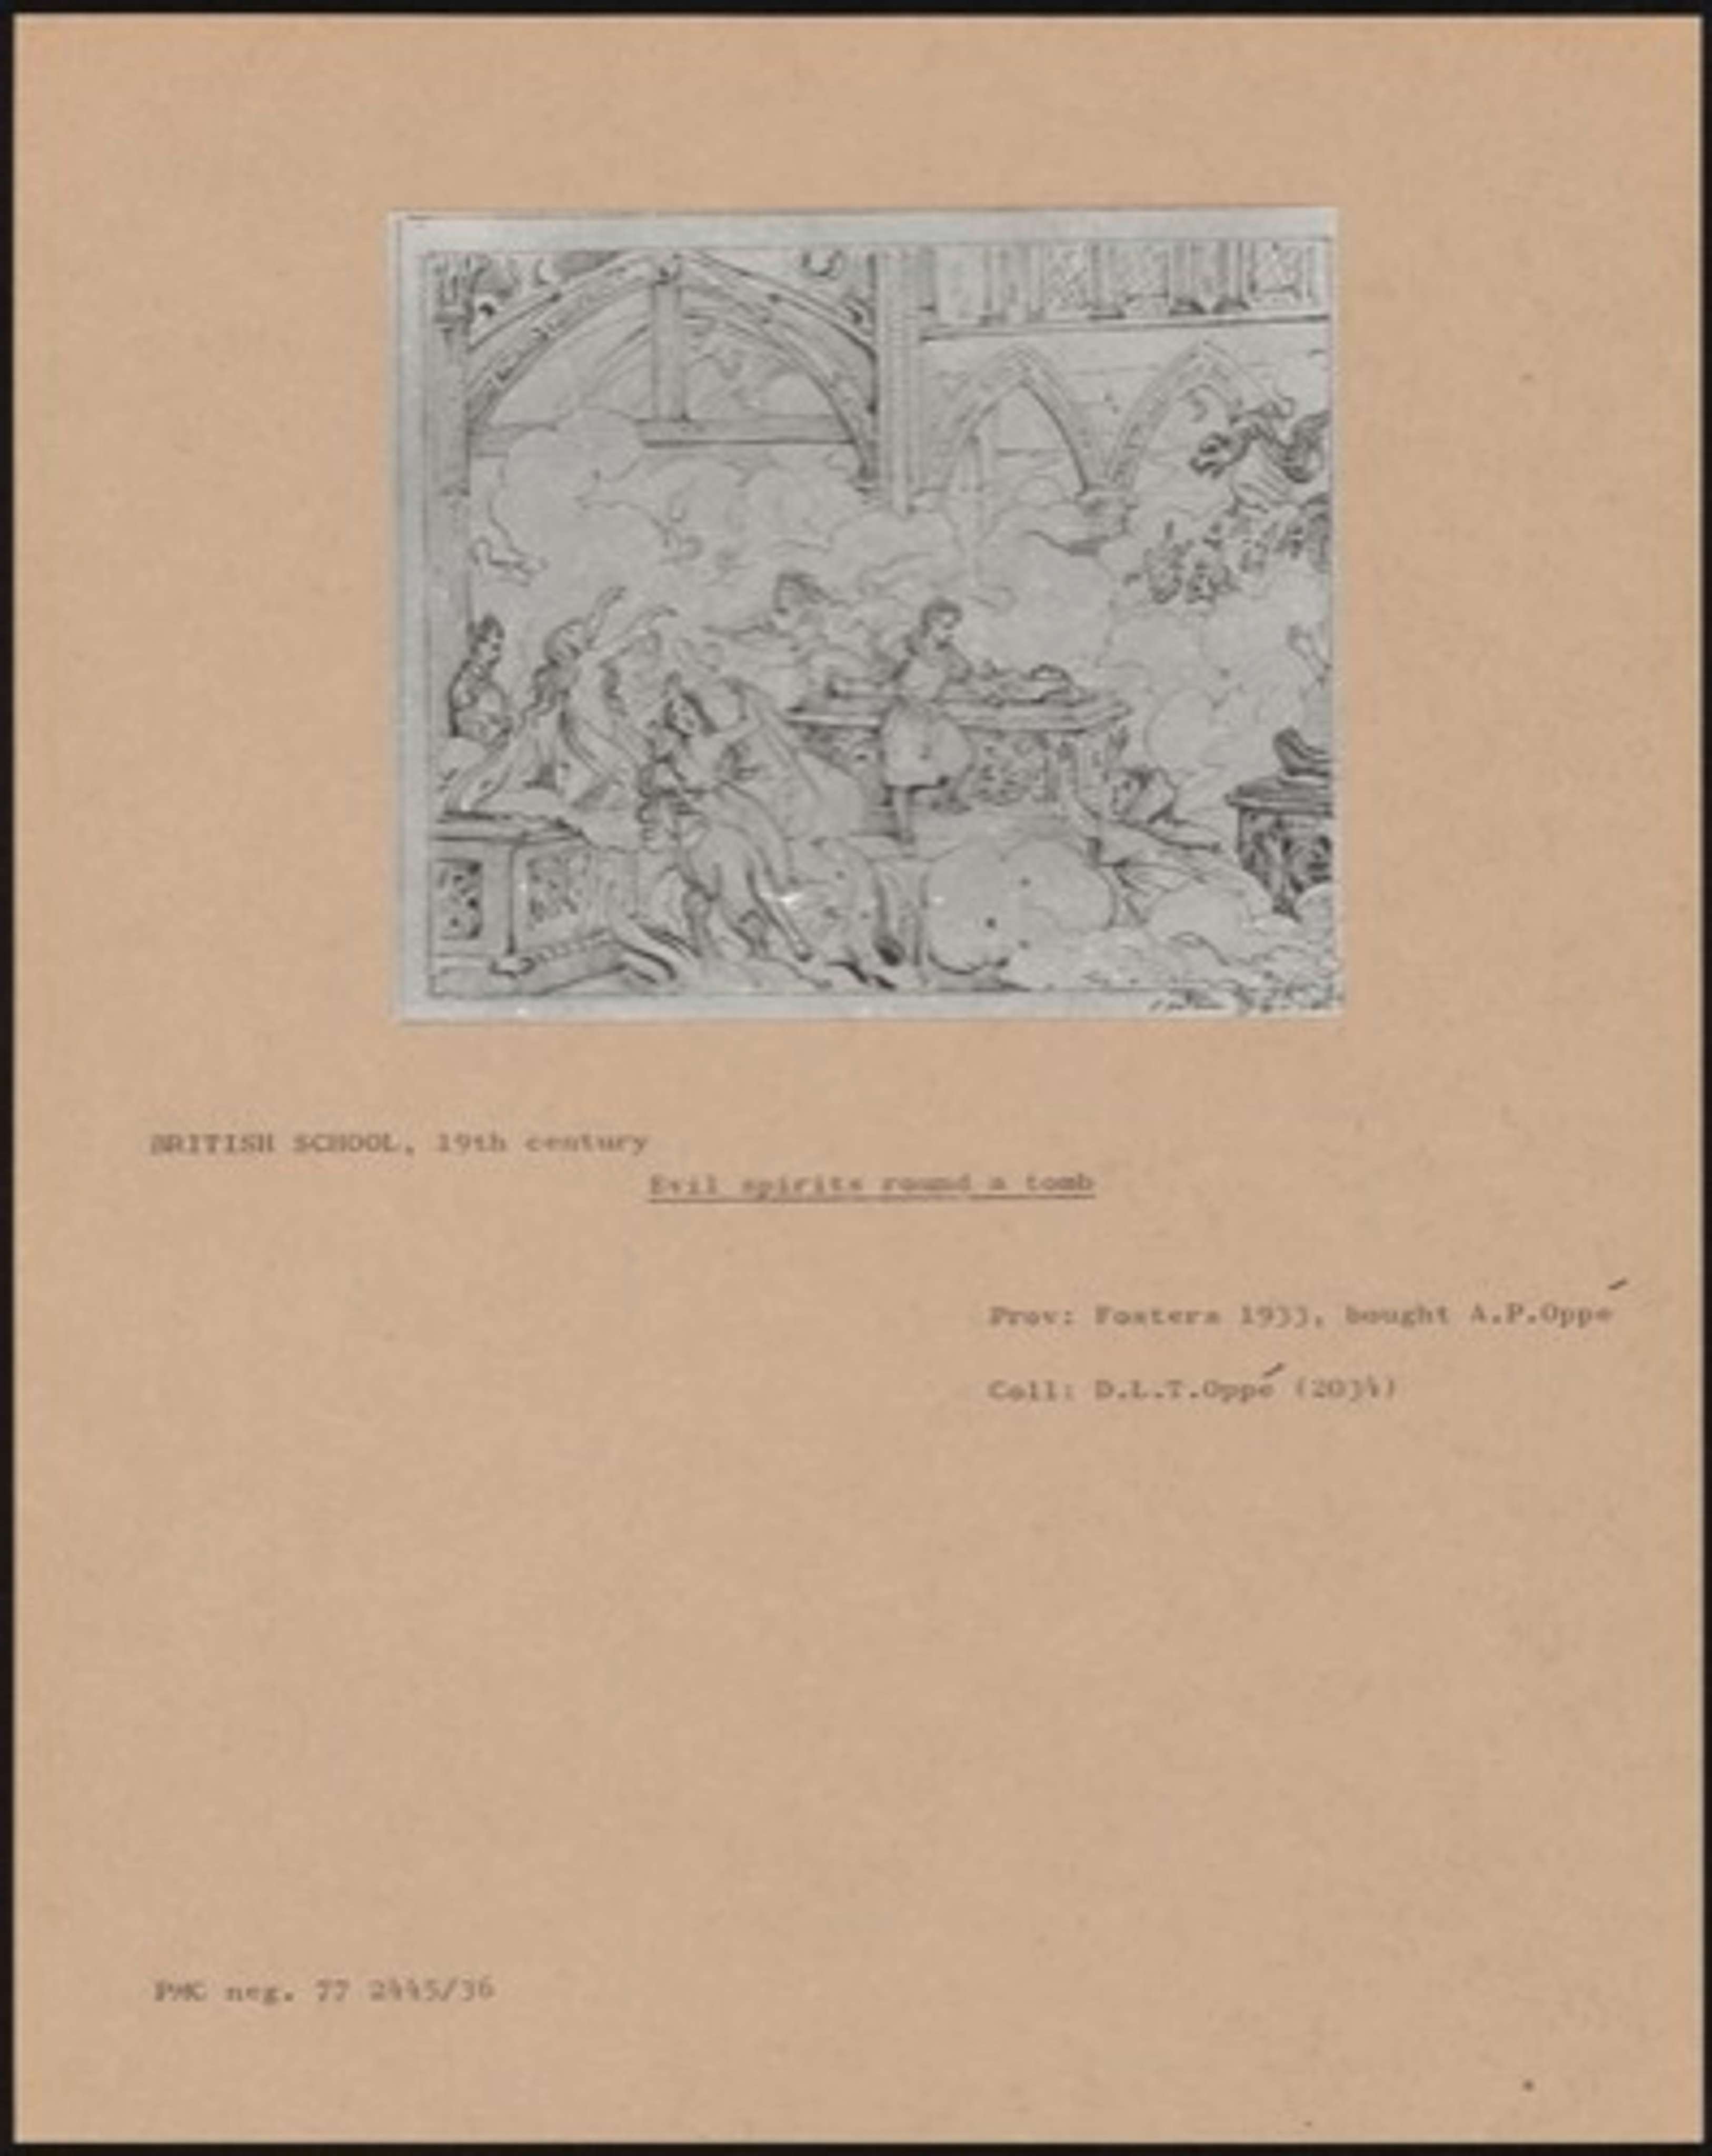 BRITISH SCHOOL, 19th century
Evil spirits round a tomb
Prov: Fosters 1933, bought A.P.Oppé
Coll: D.L.T.Oppé (2034)
PMC neg. 77 2445/36